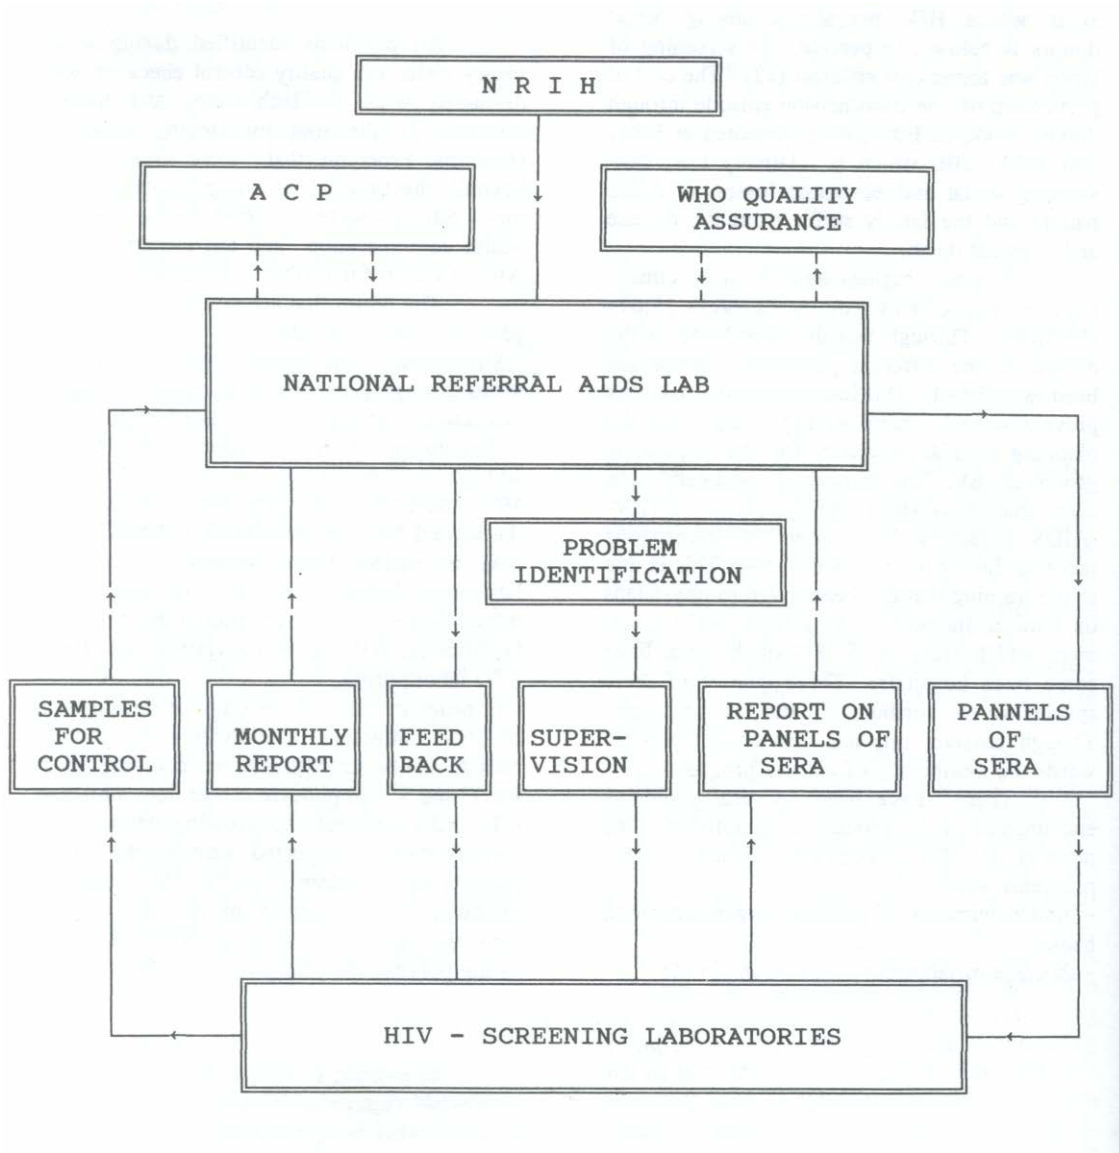 N R I H
A C P
WHO QUALITY
ASSURANCE
NATIONAL REFERRAL AIDS LAB
PROBLEM
IDENTIFICATION
SAMPLES
FOR
CONTROL
MONTHLY
REPORT
FEED
BACK
SUPER-
VISION
REPORT ON
PANELS OF
SERA
PANNELS
OF
SERA
HIV - SCREENING LABORATORIES